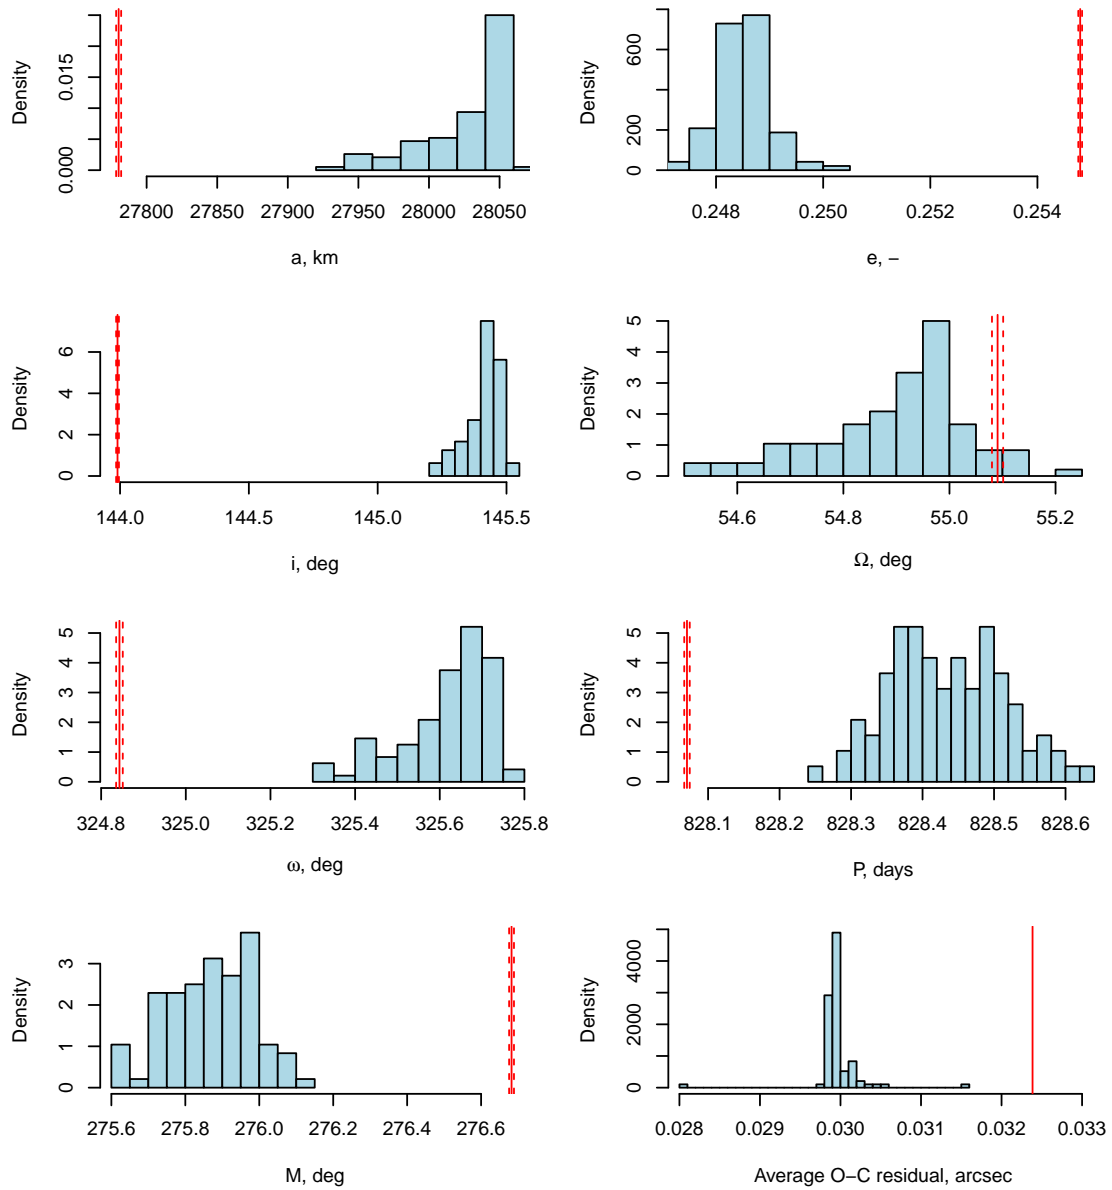 Density
0.000 0.015
27800 27850 27900 27950 28000 28050
a, km
Density
0 200 600
0.248 0.250 0.252 0.254
e, −
Density
0 2 4 6
144.0 144.5 145.0 145.5
i, deg
Density
0 1 2 3 4 5
54.6 54.8 55.0 55.2
Ω, deg
Density
0 1 2 3 4 5
324.8 325.0 325.2 325.4 325.6 325.8
ω, deg
Density
0 1 2 3 4 5
828.1 828.2 828.3 828.4 828.5 828.6
P, days
Density
0 1 2 3
275.6 275.8 276.0 276.2 276.4 276.6
M, deg
Density
0 2000 4000
0.028 0.029 0.030 0.031 0.032 0.033
Average O−C residual, arcsec